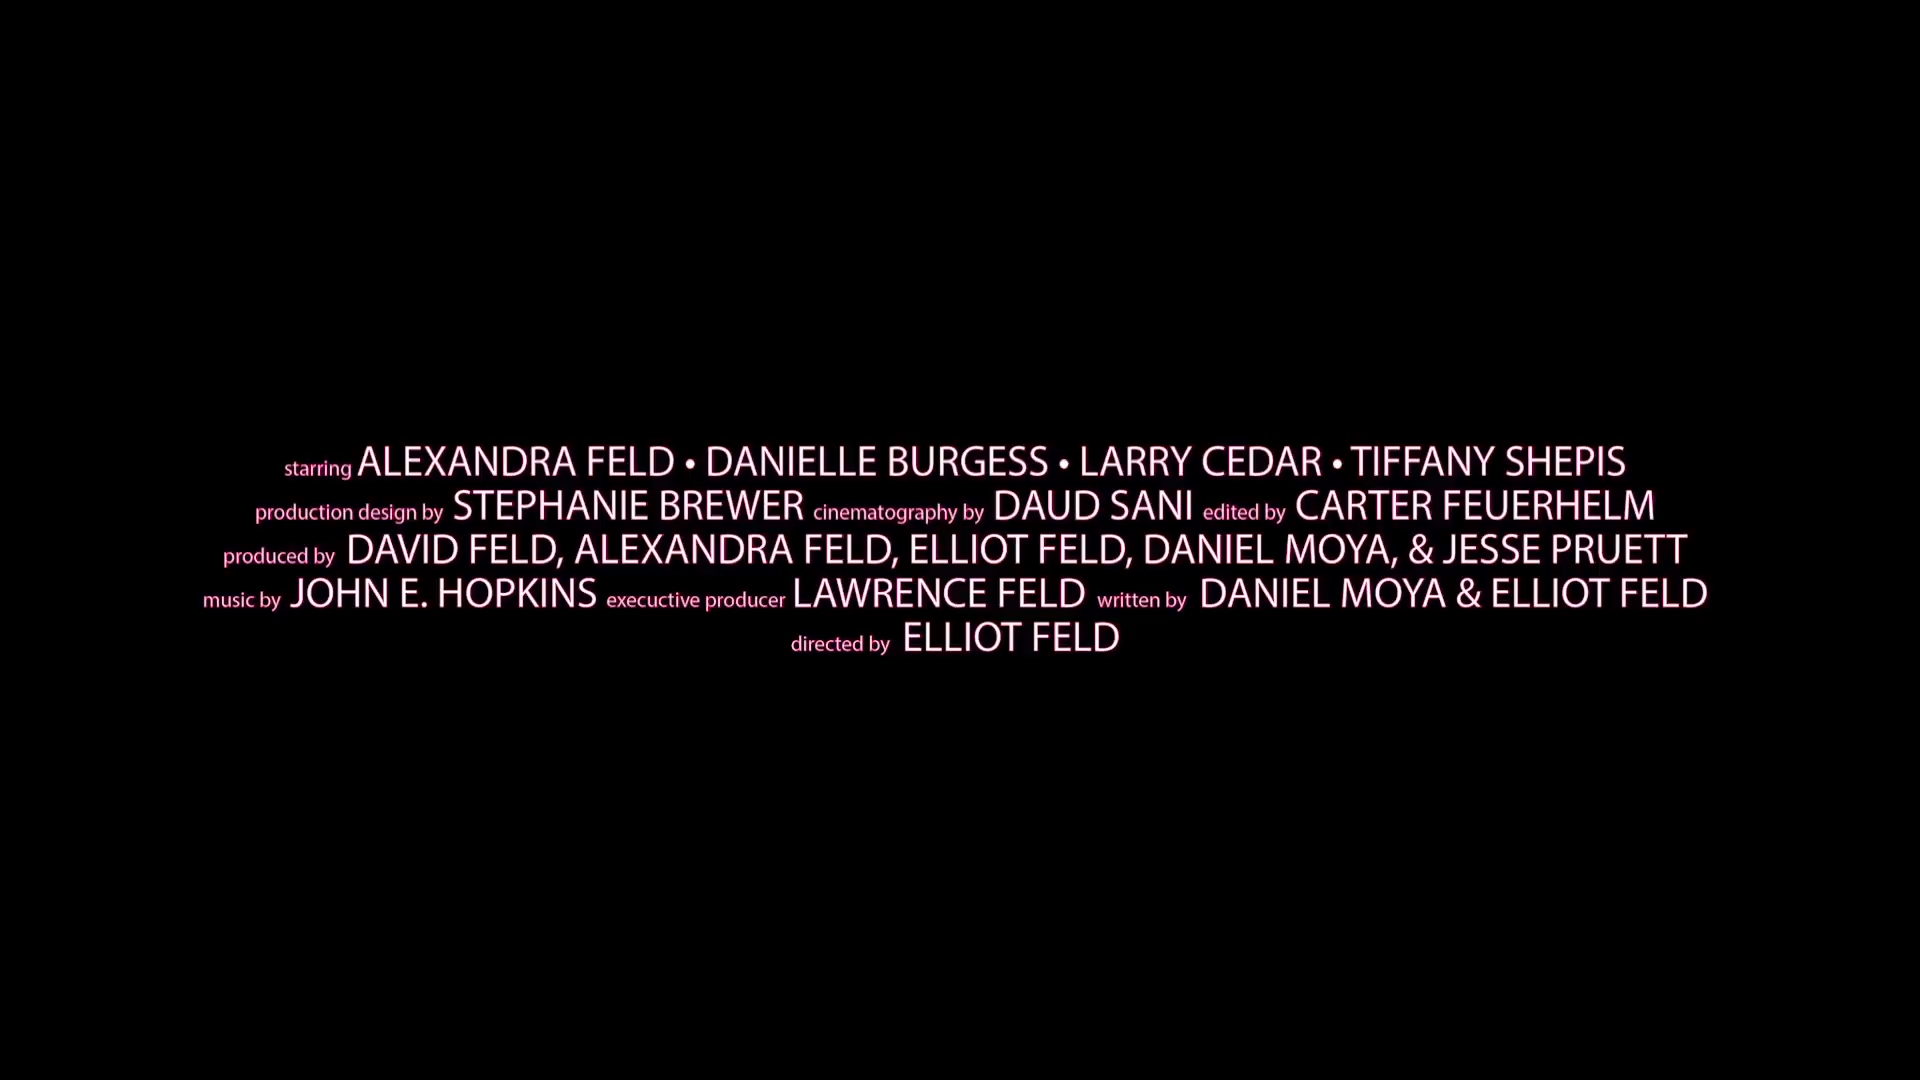 starring ALEXANDRA FELD • DANIELLE BURGESS • LARRY CEDAR • TIFFANY SHEPIS
production design by STEPHANIE BREWER cinematography by DAUD SANI edited by CARTER FEUERHELM
produced by DAVID FELD, ALEXANDRA FELD, ELLIOT FELD, DANIEL MOYA, & JESSE PRUETT
music by JOHN E. HOPKINS execuctive producer LAWRENCE FELD written by DANIEL MOYA & ELLIOT FELD
directed by ELLIOT FELD